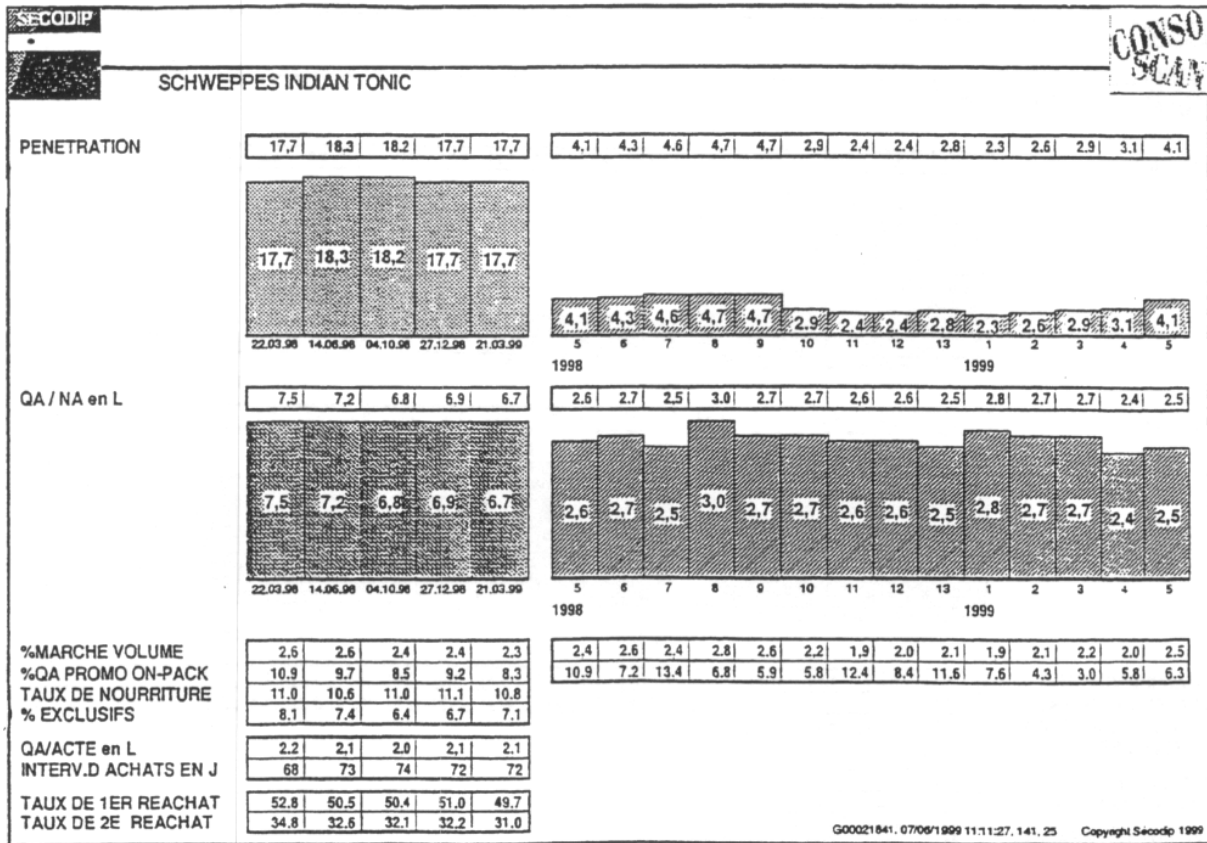 SECODIP
CONSO
SCAN
SCHWEPPES INDIAN TONIC
PENETRATION 17,7 18.3 18.2 17.7 17,7 4,1 4.3 4.6 4,7 4,7 2,9 2,4 2.4 2.8 2.3 2.6 2.9 3.1 4.1
17,7 18,3 18,2 17,7 17,7
4,1 4,3 4,6 4,7 4,7 2.9 2,4 2,4 2,8 2,3 2,6 2,9 3,1 4,1
22.03.98 14.06.98 04.10.98 27.12.98 21.03.99 5 6 7 8 9 10 11 12 13 1 2 3 4 5
1998 1999
QA / NA en L 7,5 7,2 6.8 6.9 6.7 2.6 2.7 2.5 3.0 2.7 2.7 2,6 2.6 2.5 2.8 2.7 2.7 2.4 2.5
7,5 7,2 6,8 6,9 6.7 2,6 2,7 2,5 3,0 2,7 2,7 2,6 2,6 2,5 2,8 2,7 2,7 2,4 2,5
22.03.98 14.06.98 04.10.98 27.12.98 21.03.99 5 6 7 8 9 10 11 12 13 1 2 3 4 5
1998 1999
%MARCHE VOLUME 2,6 2.6 2.4 2.4 2.3 2.4 2.6 2.4 2.8 2.6 2.2 1,9 2.0 2.1 1.9 2.1 2.2 2.0 2.5
%QA PROMO ON-PACK 10.9 9.7 8.5 9.2 8.3 10.9 7.2 13.4 6.8 5.9 5.8 12.4 8.4 11.6 7.6 4.3 3.0 5.8 6.3
TAUX DE NOURRITURE 11.0 10.6 11.0 11.1 10.8
% EXCLUSIFS 8.1 7.4 6.4 6.7 7.1
QA/ACTE en L 2.2 2,1 2.0 2,1 2.1
INTERV.D ACHATS EN J 68 73 74 72 72
TAUX DE 1ER REACHAT 52.8 50.5 50.4 51.0 49.7
TAUX DE 2E REACHAT 34.8 32.6 32.1 32.2 31.0
G00021841, 07/06/1999 11:11:27, 141, 25 Copyright Sécodip 1999